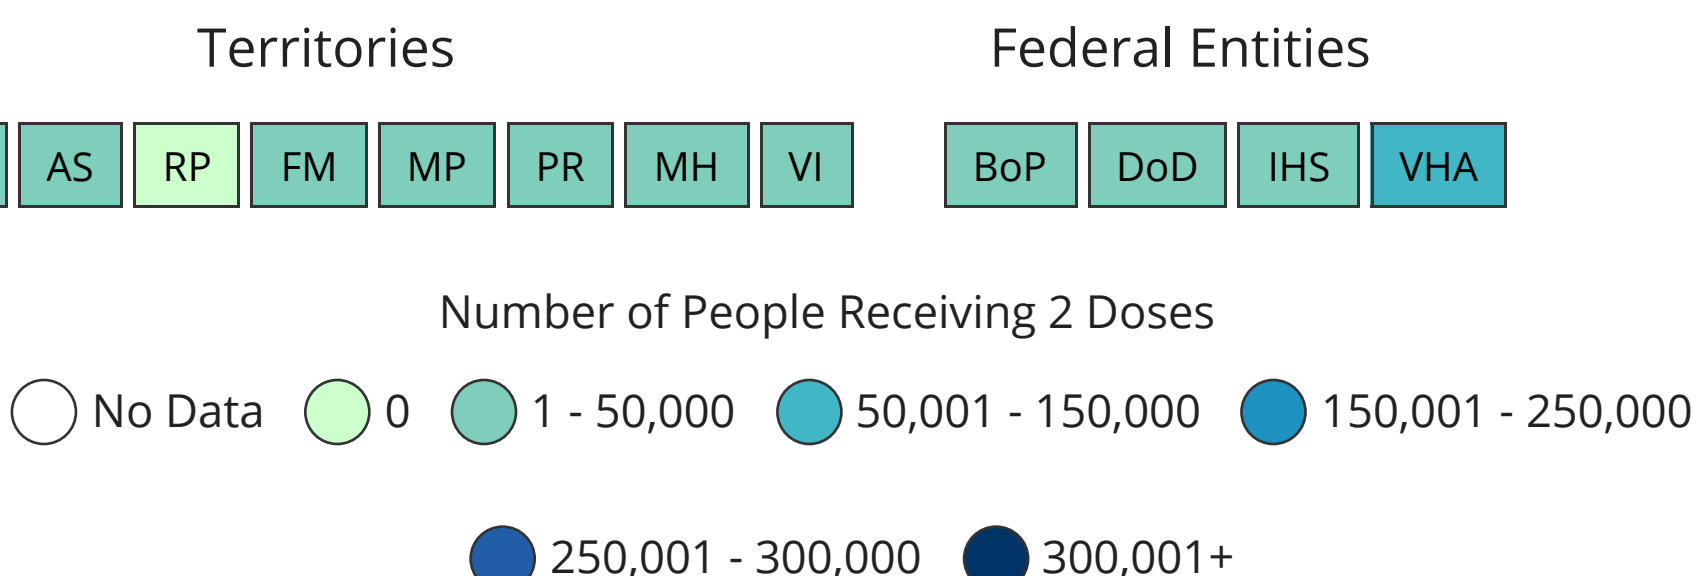 Territories Federal Entities
AS RP FM MP PR MH VI BoP DoD IHS VHA
Number of People Receiving 2 Doses
No Data 0 1 - 50,000 50,001 - 150,000 150,001 - 250,000
250,001 - 300,000 300,001+